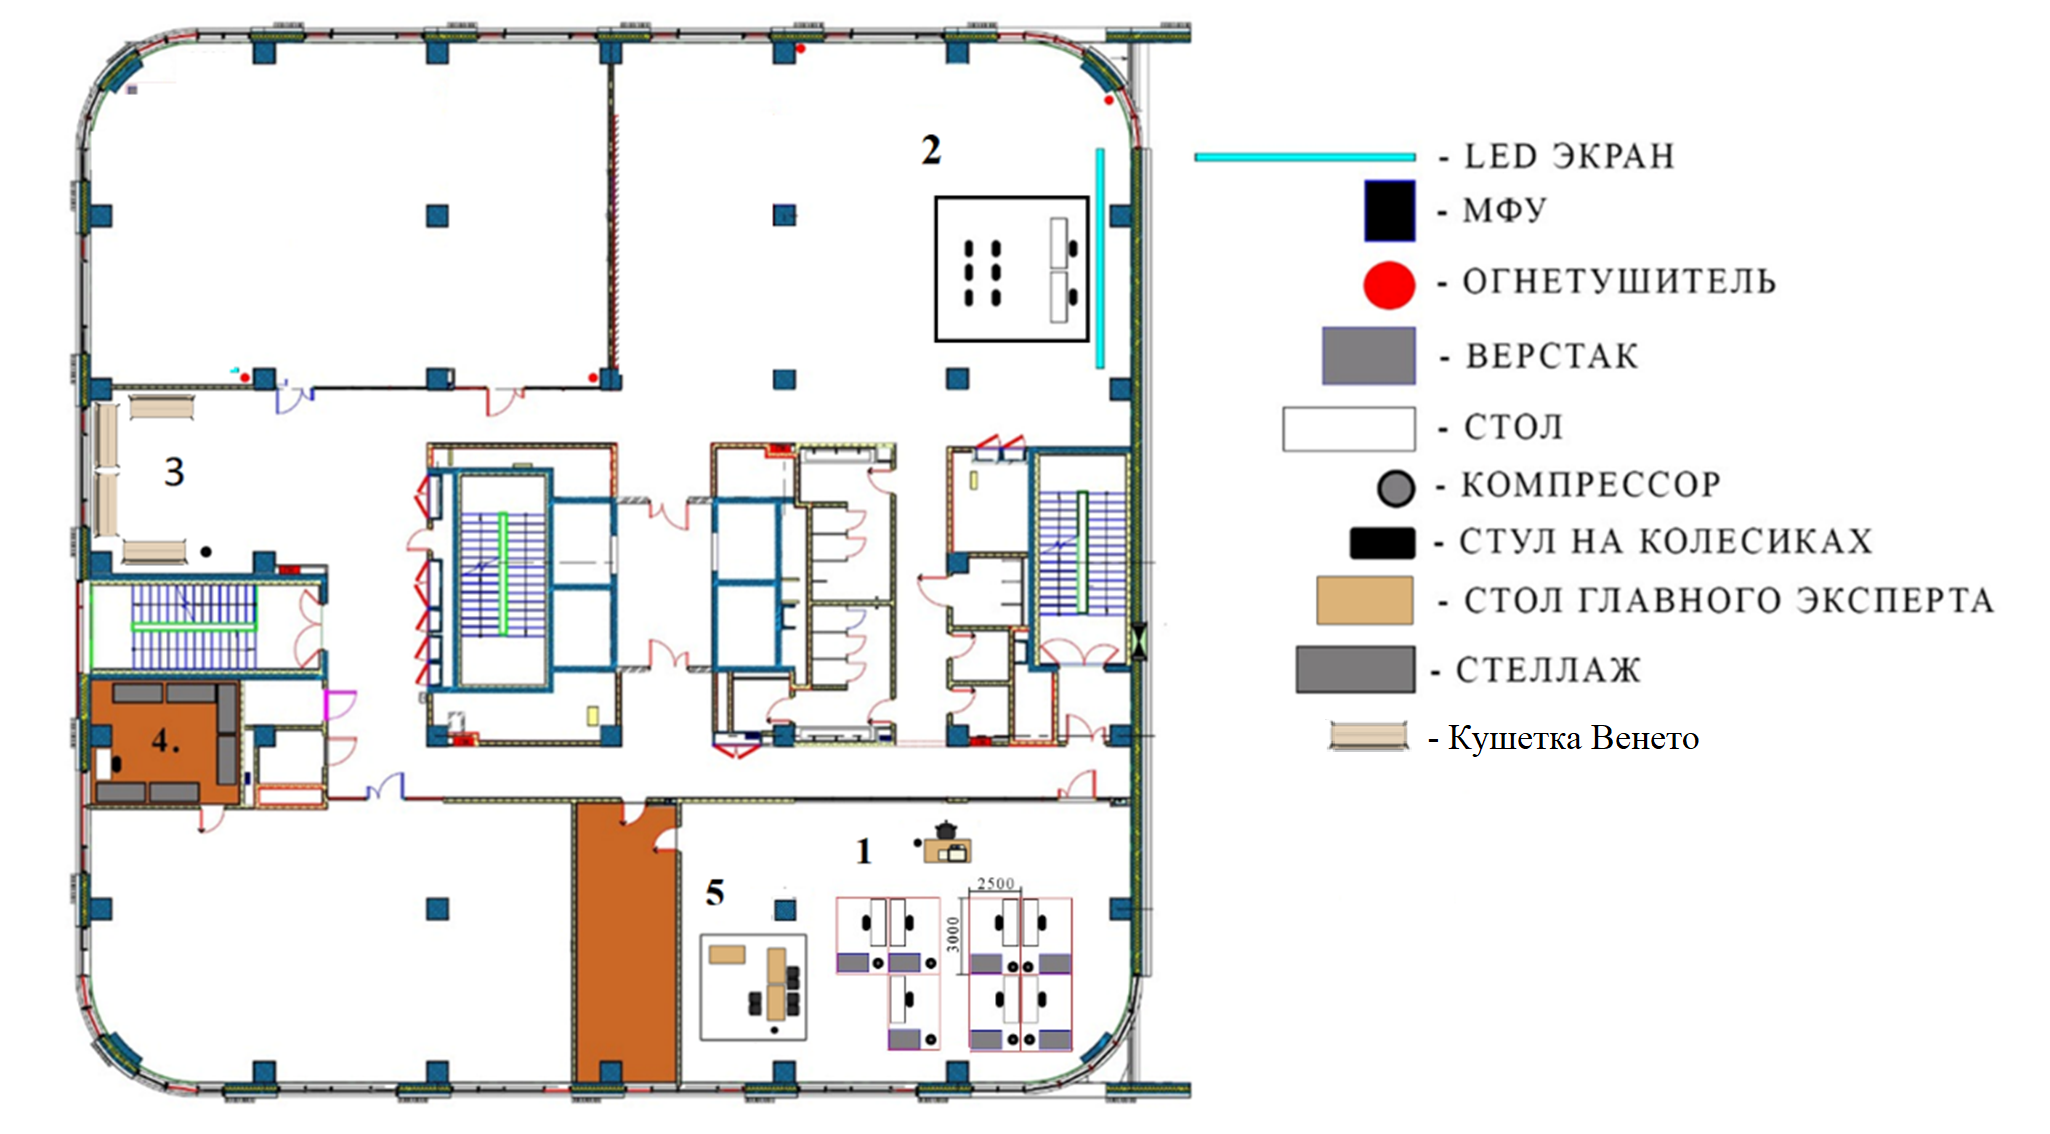 2
- LED ЭКРАН
- МФУ
- ОГНЕТУШИТЕЛЬ
- ВЕРСТАК
- СТОЛ
3
- КОМПРЕССОР
- СТУЛ НА КОЛЕСИКАХ
- СТОЛ ГЛАВНОГО ЭКСПЕРТА
- СТЕЛЛАЖ
4.
- Кушетка Венето
1
5
2500
3000